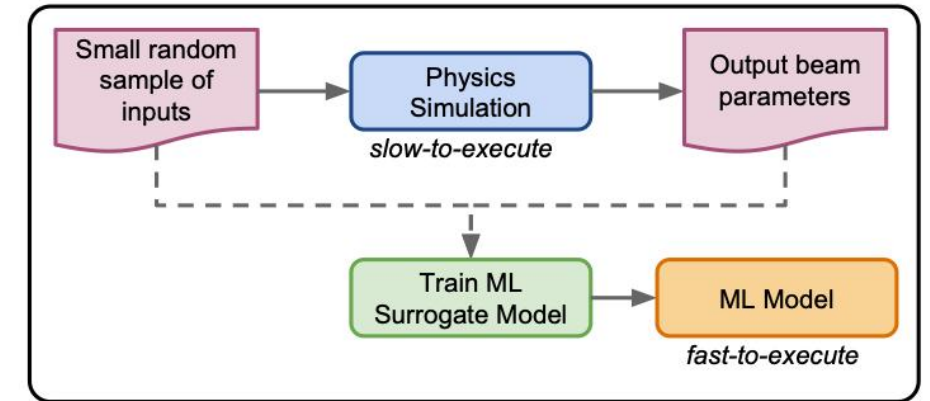 Small random
sample of
inputs
Physics
Simulation
slow-to-execute
Output beam
parameters
Train ML
Surrogate Model
ML Model
fast-to-execute